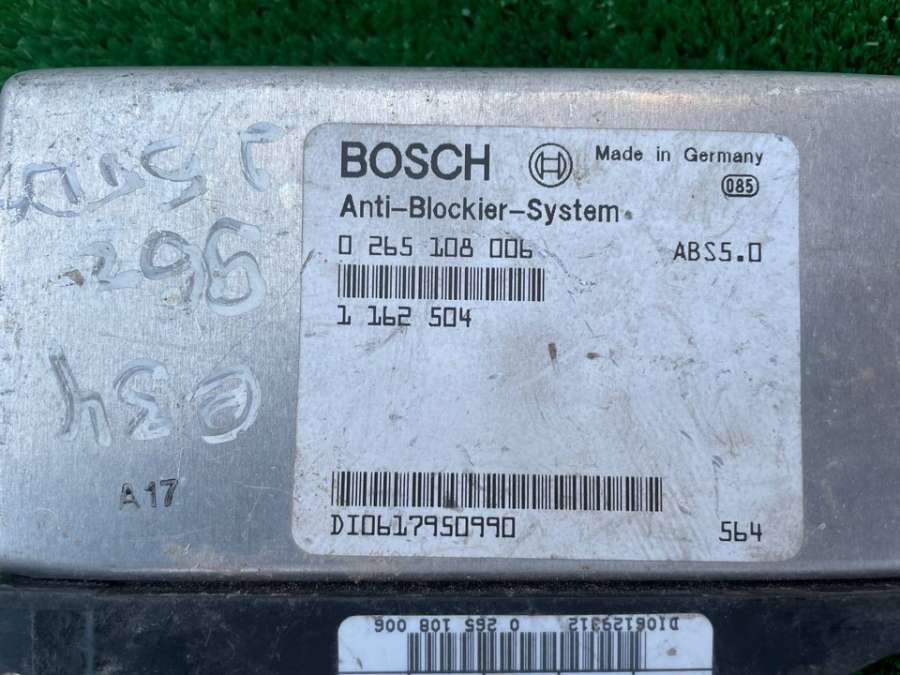 BOSCH
Made in Germany
085
Anti-Blockier-System
0 265 108 006 ABS5.0
1 162 504
e34
A17
DI0617950990 564
DI06129312 0 265 108 006